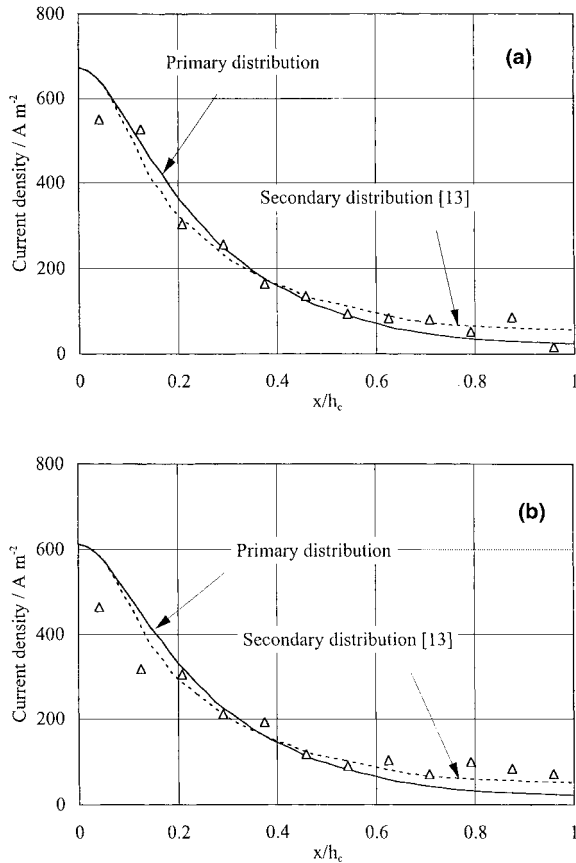 800
(a)
Primary distribution
600
Current density / A m-2
400
Secondary distribution [13]
200
0
0 0.2 0.4 0.6 0.8 1
x/hc
800
(b)
600
Primary distribution
Current density / A m-2
400
Secondary distribution [13]
200
0
0 0.2 0.4 0.6 0.8 1
x/hc